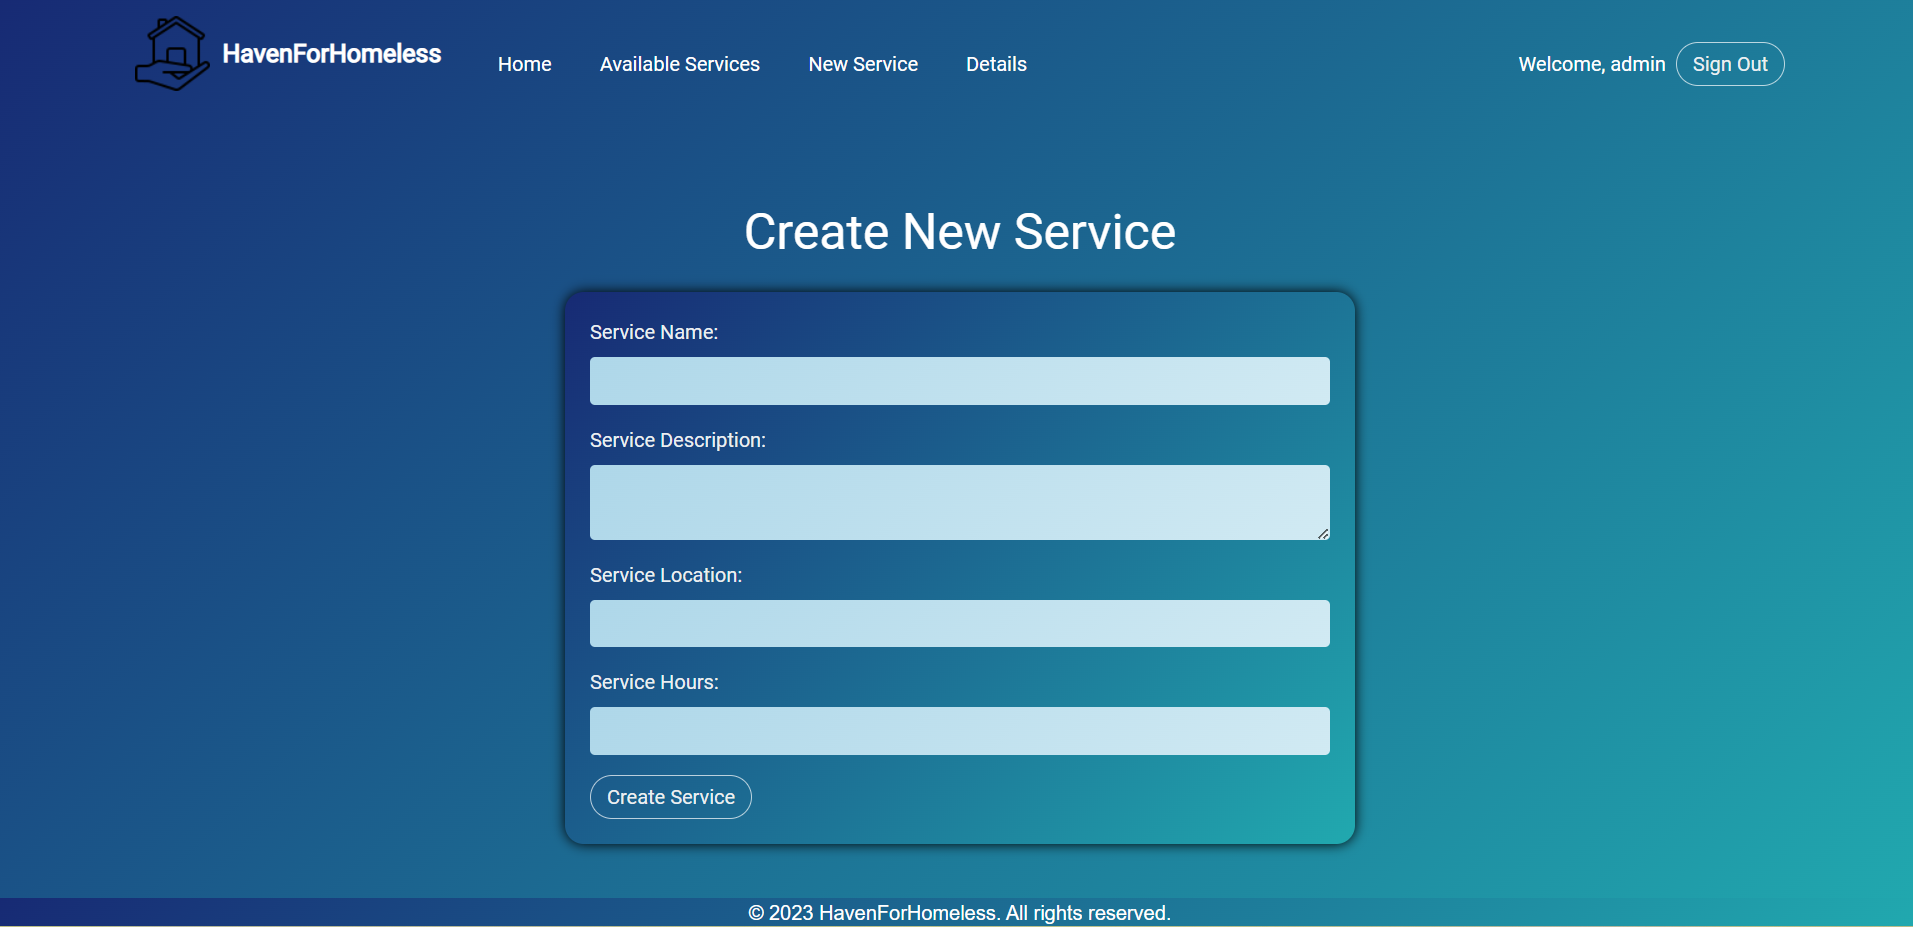 HavenForHomeless
Home Available Services New Service Details
Welcome, admin Sign Out
Create New Service
Service Name:
Service Description:
Service Location:
Service Hours:
Create Service
© 2023 HavenForHomeless. All rights reserved.